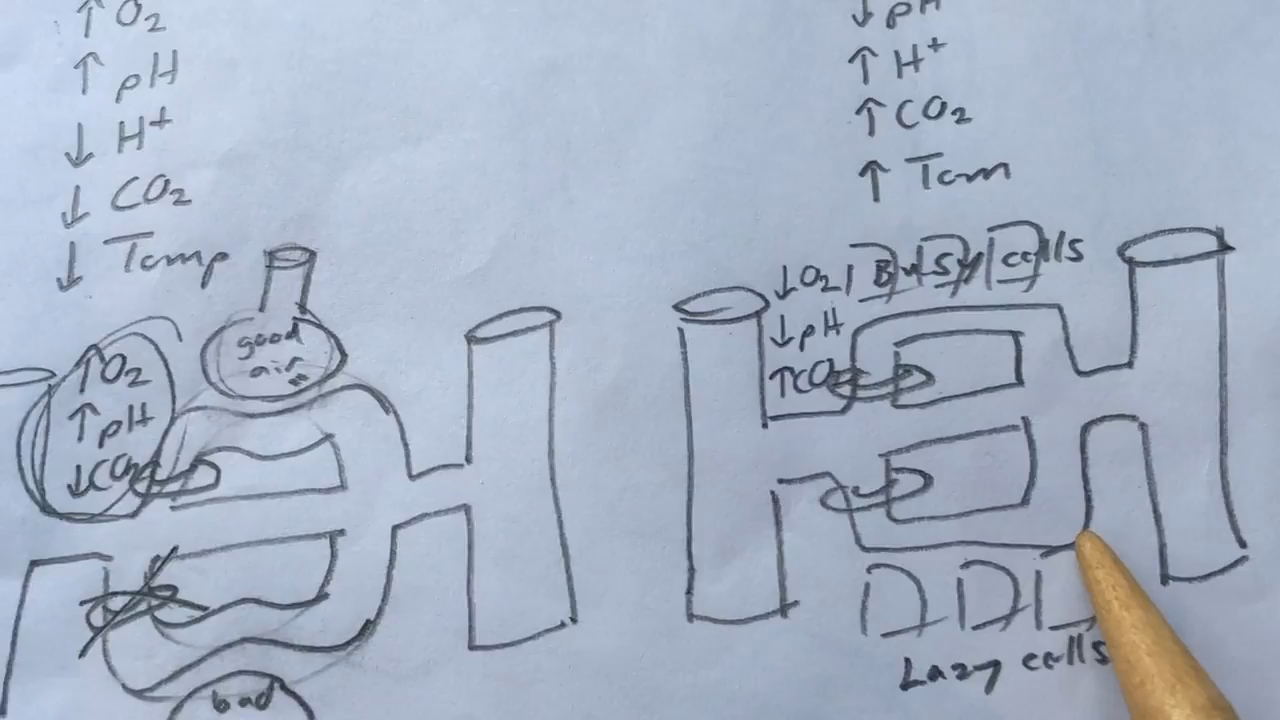 ↑ O₂
↑ pH
↓ H⁺
↓ CO₂
↓ Temp
good
air
↑O₂
↑pH
↓CO₂
bad
↓ pH
↑ H⁺
↑ CO₂
↑ Tem
↓O₂ Busy cells
↓pH
↑CO₂
Lazy cells